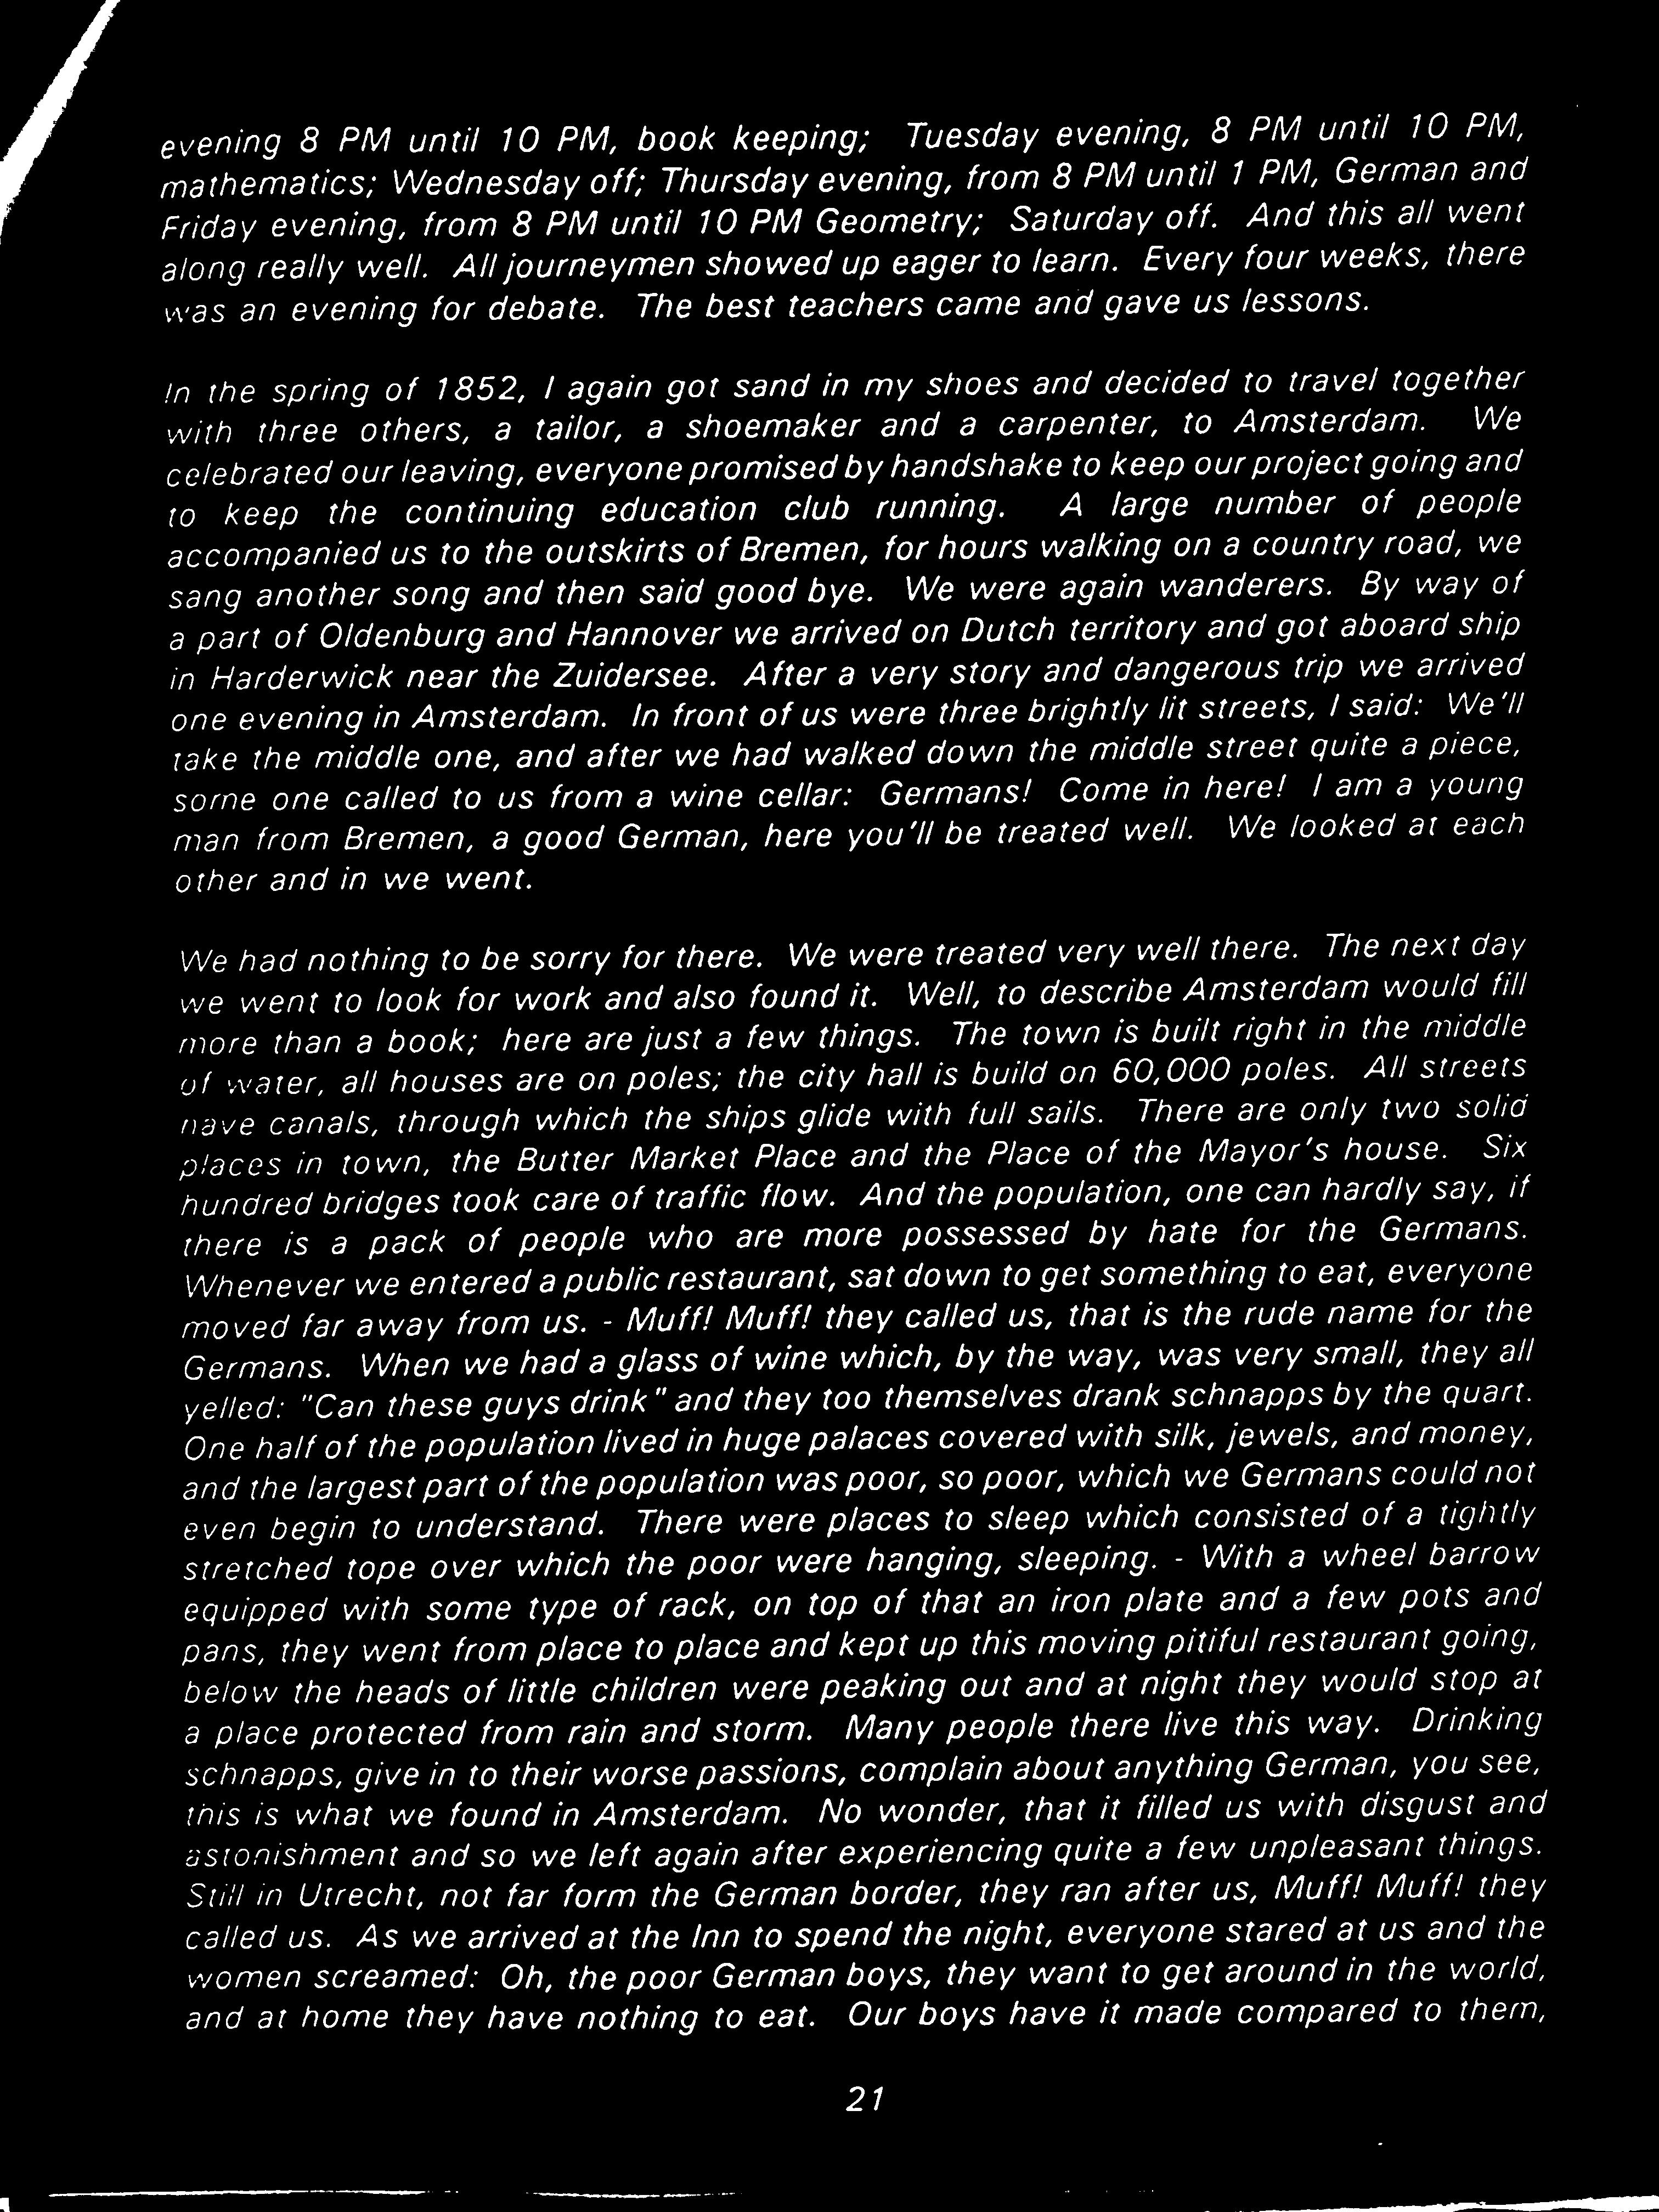 evening 8 PM until 10 PM, book keeping; Tuesday evening, 8 PM until 10 PM,
mathematics; Wednesday off; Thursday evening, from 8 PM until 1 PM, German and
Friday evening, from 8 PM until 10 PM Geometry; Saturday off. And this all went
along really well. All journeymen showed up eager to learn. Every four weeks, there
was an evening for debate. The best teachers came and gave us lessons.

In the spring of 1852, I again got sand in my shoes and decided to travel together
with three others, a tailor, a shoemaker and a carpenter, to Amsterdam. We
celebrated our leaving, everyone promised by handshake to keep our project going and
to keep the continuing education club running. A large number of people
accompanied us to the outskirts of Bremen, for hours walking on a country road, we
sang another song and then said good bye. We were again wanderers. By way of
a part of Oldenburg and Hannover we arrived on Dutch territory and got aboard ship
in Harderwick near the Zuidersee. After a very story and dangerous trip we arrived
one evening in Amsterdam. In front of us were three brightly lit streets, I said: We'll
take the middle one, and after we had walked down the middle street quite a piece,
some one called to us from a wine cellar: Germans! Come in here! I am a young
man from Bremen, a good German, here you'll be treated well. We looked at each
other and in we went.

We had nothing to be sorry for there. We were treated very well there. The next day
we went to look for work and also found it. Well, to describe Amsterdam would fill
more than a book; here are just a few things. The town is built right in the middle
of water, all houses are on poles; the city hall is build on 60,000 poles. All streets
have canals, through which the ships glide with full sails. There are only two solid
places in town, the Butter Market Place and the Place of the Mayor's house. Six
hundred bridges took care of traffic flow. And the population, one can hardly say, if
there is a pack of people who are more possessed by hate for the Germans.
Whenever we entered a public restaurant, sat down to get something to eat, everyone
moved far away from us. - Muff! Muff! they called us, that is the rude name for the
Germans. When we had a glass of wine which, by the way, was very small, they all
yelled: "Can these guys drink" and they too themselves drank schnapps by the quart.
One half of the population lived in huge palaces covered with silk, jewels, and money,
and the largest part of the population was poor, so poor, which we Germans could not
even begin to understand. There were places to sleep which consisted of a tightly
stretched tope over which the poor were hanging, sleeping. - With a wheel barrow
equipped with some type of rack, on top of that an iron plate and a few pots and
pans, they went from place to place and kept up this moving pitiful restaurant going,
below the heads of little children were peaking out and at night they would stop at
a place protected from rain and storm. Many people there live this way. Drinking
schnapps, give in to their worse passions, complain about anything German, you see,
this is what we found in Amsterdam. No wonder, that it filled us with disgust and
astonishment and so we left again after experiencing quite a few unpleasant things.
Still in Utrecht, not far form the German border, they ran after us, Muff! Muff! they
called us. As we arrived at the Inn to spend the night, everyone stared at us and the
women screamed: Oh, the poor German boys, they want to get around in the world,
and at home they have nothing to eat. Our boys have it made compared to them,

21